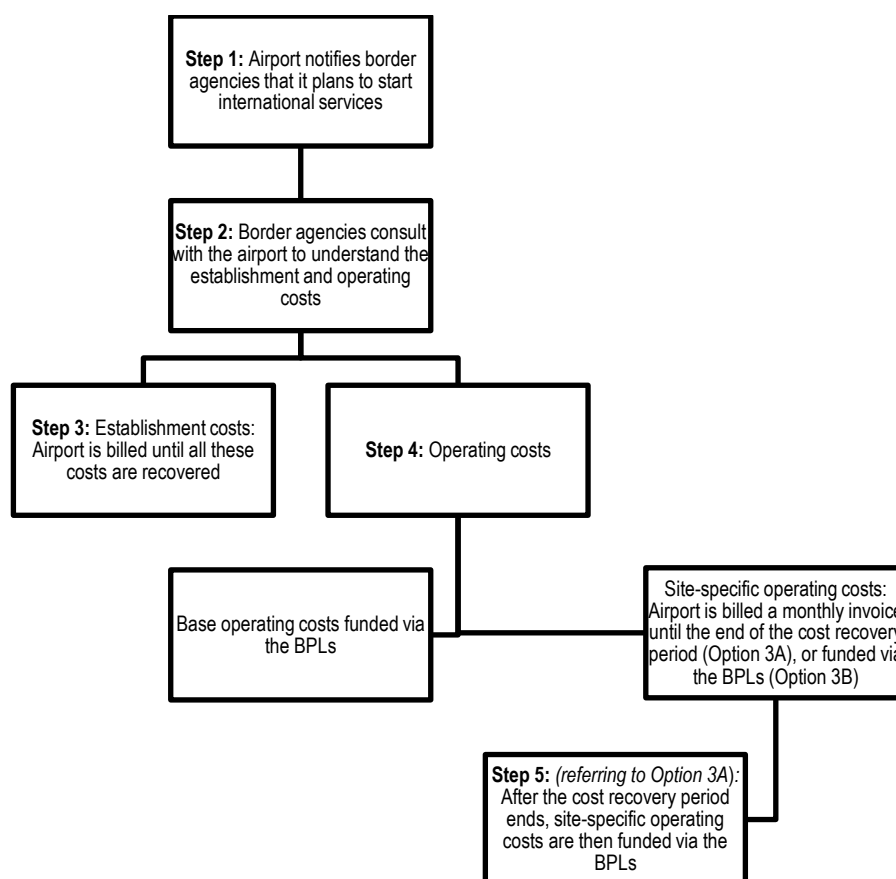 Step 1: Airport notifies border
agencies that it plans to start
international services
Step 2: Border agencies consult
with the airport to understand the
establishment and operating
costs
Step 3: Establishment costs:
Airport is billed until all these
costs are recovered
Step 4: Operating costs
Base operating costs funded via
the BPLs
Site-specific operating costs:
Airport is billed a monthly invoice
until the end of the cost recovery
period (Option 3A), or funded via
the BPLs (Option 3B)
Step 5: (referring to Option 3A):
After the cost recovery period
ends, site-specific operating
costs are then funded via the
BPLs